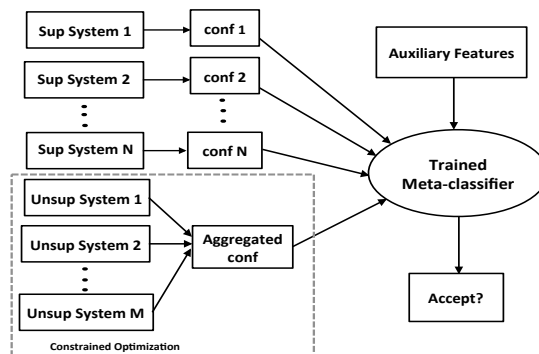 Sup System 1
conf 1
Auxiliary Features
Sup System 2
conf 2
Sup System N
conf N
Trained
Meta-classifier
Unsup System 1
Unsup System 2
Aggregated
conf
Unsup System M
Accept?
Constrained Optimization